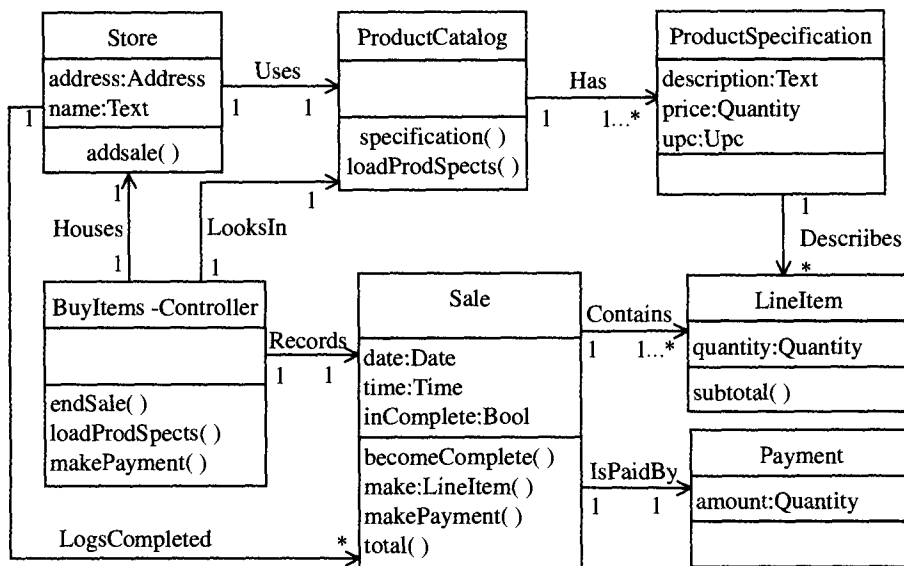 Store
address:Address
name:Text
addsale( )
Uses
1
1
ProductCatalog
specification( )
loadProdSpects( )
Has
1
1...*
ProductSpecification
description:Text
price:Quantity
upc:Upc
1
1
Houses
1
1
LooksIn
1
1
Descriibes
*
BuyItems -Controller
endSale( )
loadProdSpects( )
makePayment( )
Records
1
1
Sale
date:Date
time:Time
inComplete:Bool
becomeComplete( )
make:LineItem( )
makePayment( )
total( )
Contains
1
1...*
LineItem
quantity:Quantity
subtotal( )
IsPaidBy
1
1
Payment
amount:Quantity
LogsCompleted
*